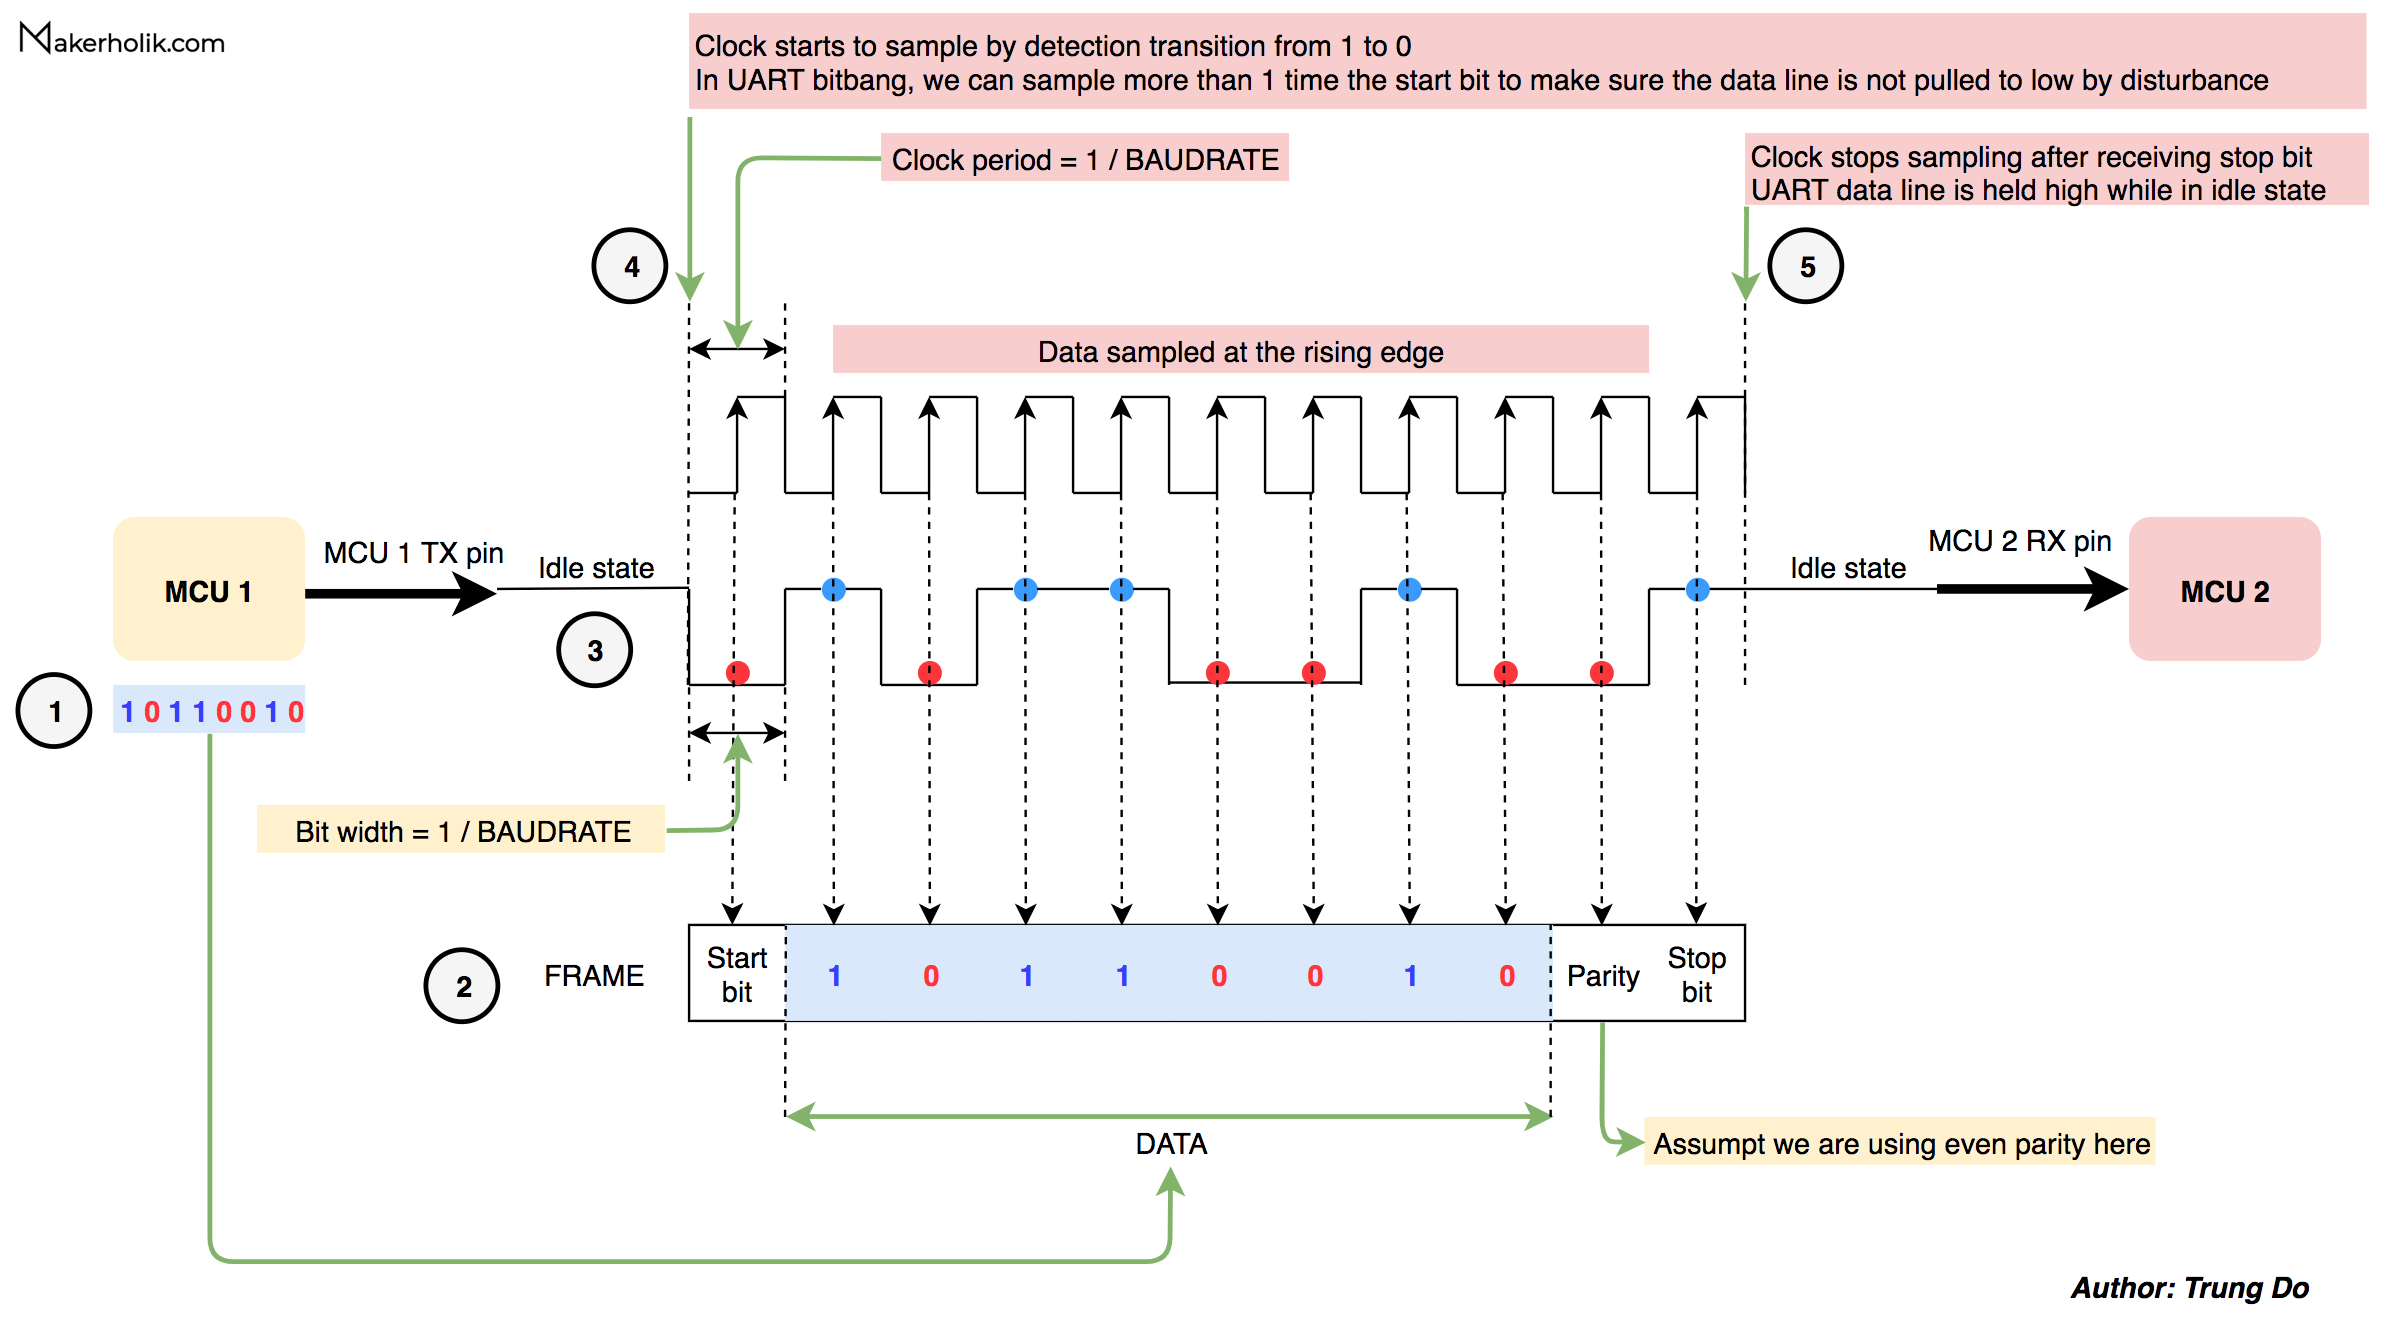 Makerholik.com
Clock starts to sample by detection transition from 1 to 0
In UART bitbang, we can sample more than 1 time the start bit to make sure the data line is not pulled to low by disturbance
Clock period = 1 / BAUDRATE
Clock stops sampling after receiving stop bit
UART data line is held high while in idle state
4
5
Data sampled at the rising edge
MCU 1
MCU 1 TX pin
Idle state
Idle state
MCU 2 RX pin
MCU 2
3
1
1 0 1 1 0 0 1 0
Bit width = 1 / BAUDRATE
2
FRAME
Start
bit
1 0 1 1 0 0 1 0
Parity
Stop
bit
DATA
Assumpt we are using even parity here
Author: Trung Do